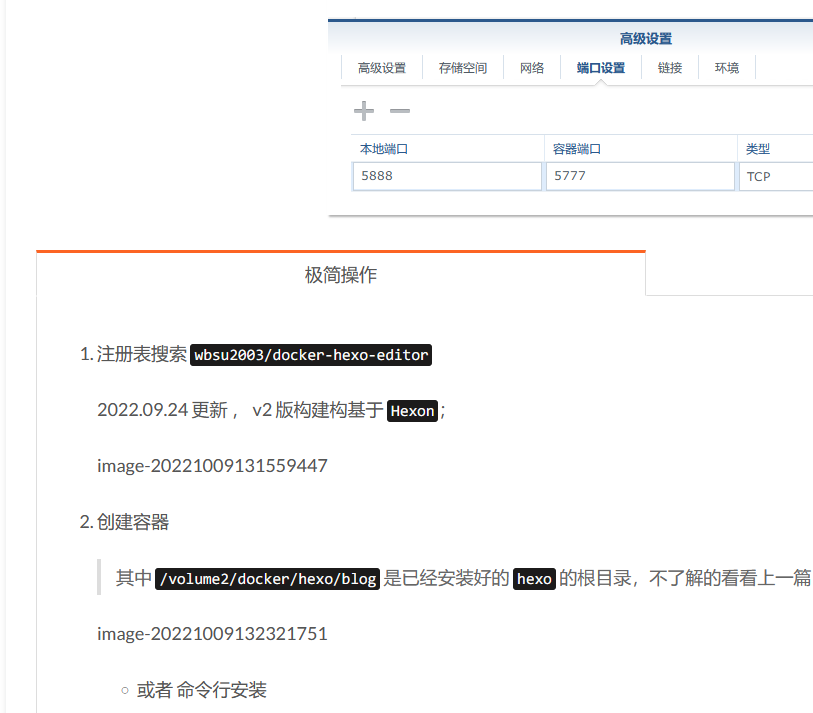 高级设置
高级设置 存储空间 网络 端口设置 链接 环境
本地端口 容器端口 类型
5888 5777 TCP
极简操作
1. 注册表搜索 wbsu2003/docker-hexo-editor
2022.09.24 更新 ， v2 版构建构基于 Hexon ；
image-20221009131559447
2. 创建容器
其中 /volume2/docker/hexo/blog 是已经安装好的 hexo 的根目录，不了解的看看上一篇
image-20221009132321751
○ 或者 命令行安装